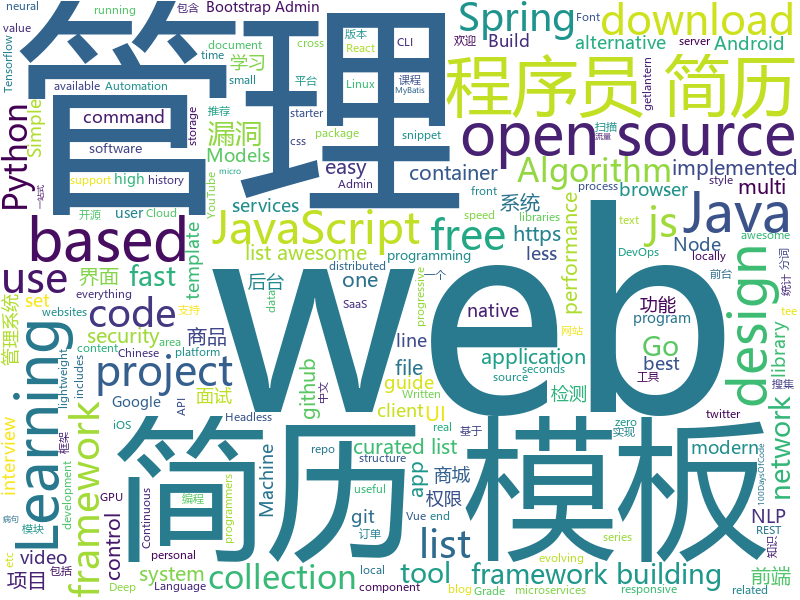 neural
running
包含
Bootstrap Admin
cross
版本
CLI
欢迎
server
Font
Spring
download
value
document
time
React
Build
alternative
Android
Tensorflow
available
Automation
学习
small
平台
Linux
课程
MyBatis
推荐
getlantern
管理
程序员
简历
Python
Simple
command
漏洞
starter
package
css
snippet
扫描
流量
open source
software
Models
easy
container
Algorithm
implemented
storage
一站式
support
high
history
YouTube
micro
Admin
front
process
style
multi
开源
user
Cloud
services
系统
browser
Java
based
JavaScript
free
https
js
Node
performance
speed
libraries
text
awesome
template
list awesome
programming
less
DevOps
locally
前台
统计
分词
use
界面
fast
后台
one
distributed
一个
native
progressive
SaaS
功能
program
tee
everything
websites
set
code
data
支持
网站
管理系统
security
商品
line
Go
best
library
搜集
lightweight
content
Chinese
area
platform
web
application
seconds
source
工具
design
Learning
includes
project
file
guide
Written
检测
前端
Google
API
中文
github
client
UI
twitter
network
interview
面试
iOS
Headless
框架
简历
模板
curated list
基于
zero
实现
real
repo
structure
modern
100DaysOfCode
development
framework
GPU
Machine
app
商城
权限
NLP
REST
知识
control
Continuous
编程
programmers
list
useful
git
订单
Vue
end
包括
etc
video
personal
病句
模块
项目
system
Deep
Language
collection
local
component
tool
blog
Grade
framework building
evolving
microservices
series
responsive
related